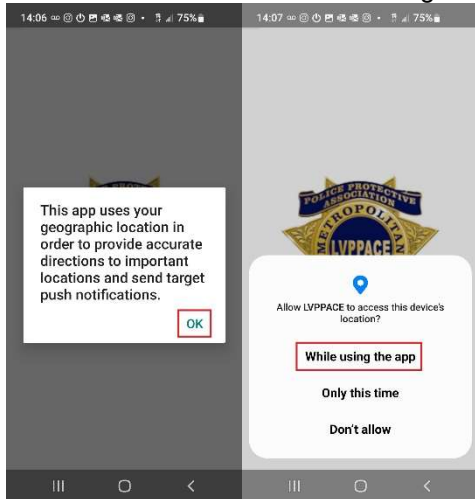 14:06
75%
This app uses your
geographic location in
order to provide accurate
directions to important
locations and send target
push notifications.
OK
14:07
75%
POLICE PROTECTIVE
ASSOCIATION
METROPOLITAN
LVPPACE
Allow LVPPACE to access this device's
location?
While using the app
Only this time
Don't allow